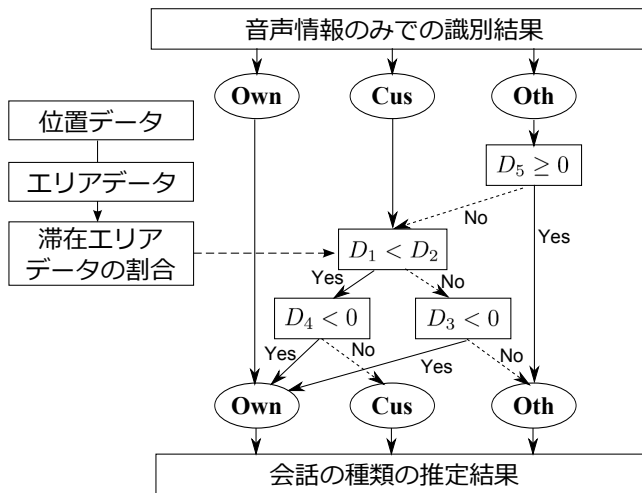 音声情報のみでの識別結果
Own
Cus
Oth
位置データ
D₅ ≥ 0
エリアデータ
No
Yes
滞在エリア
データの割合
D₁ < D₂
Yes
No
D₄ < 0
D₃ < 0
Yes
No
Yes
No
Own
Cus
Oth
会話の種類の推定結果